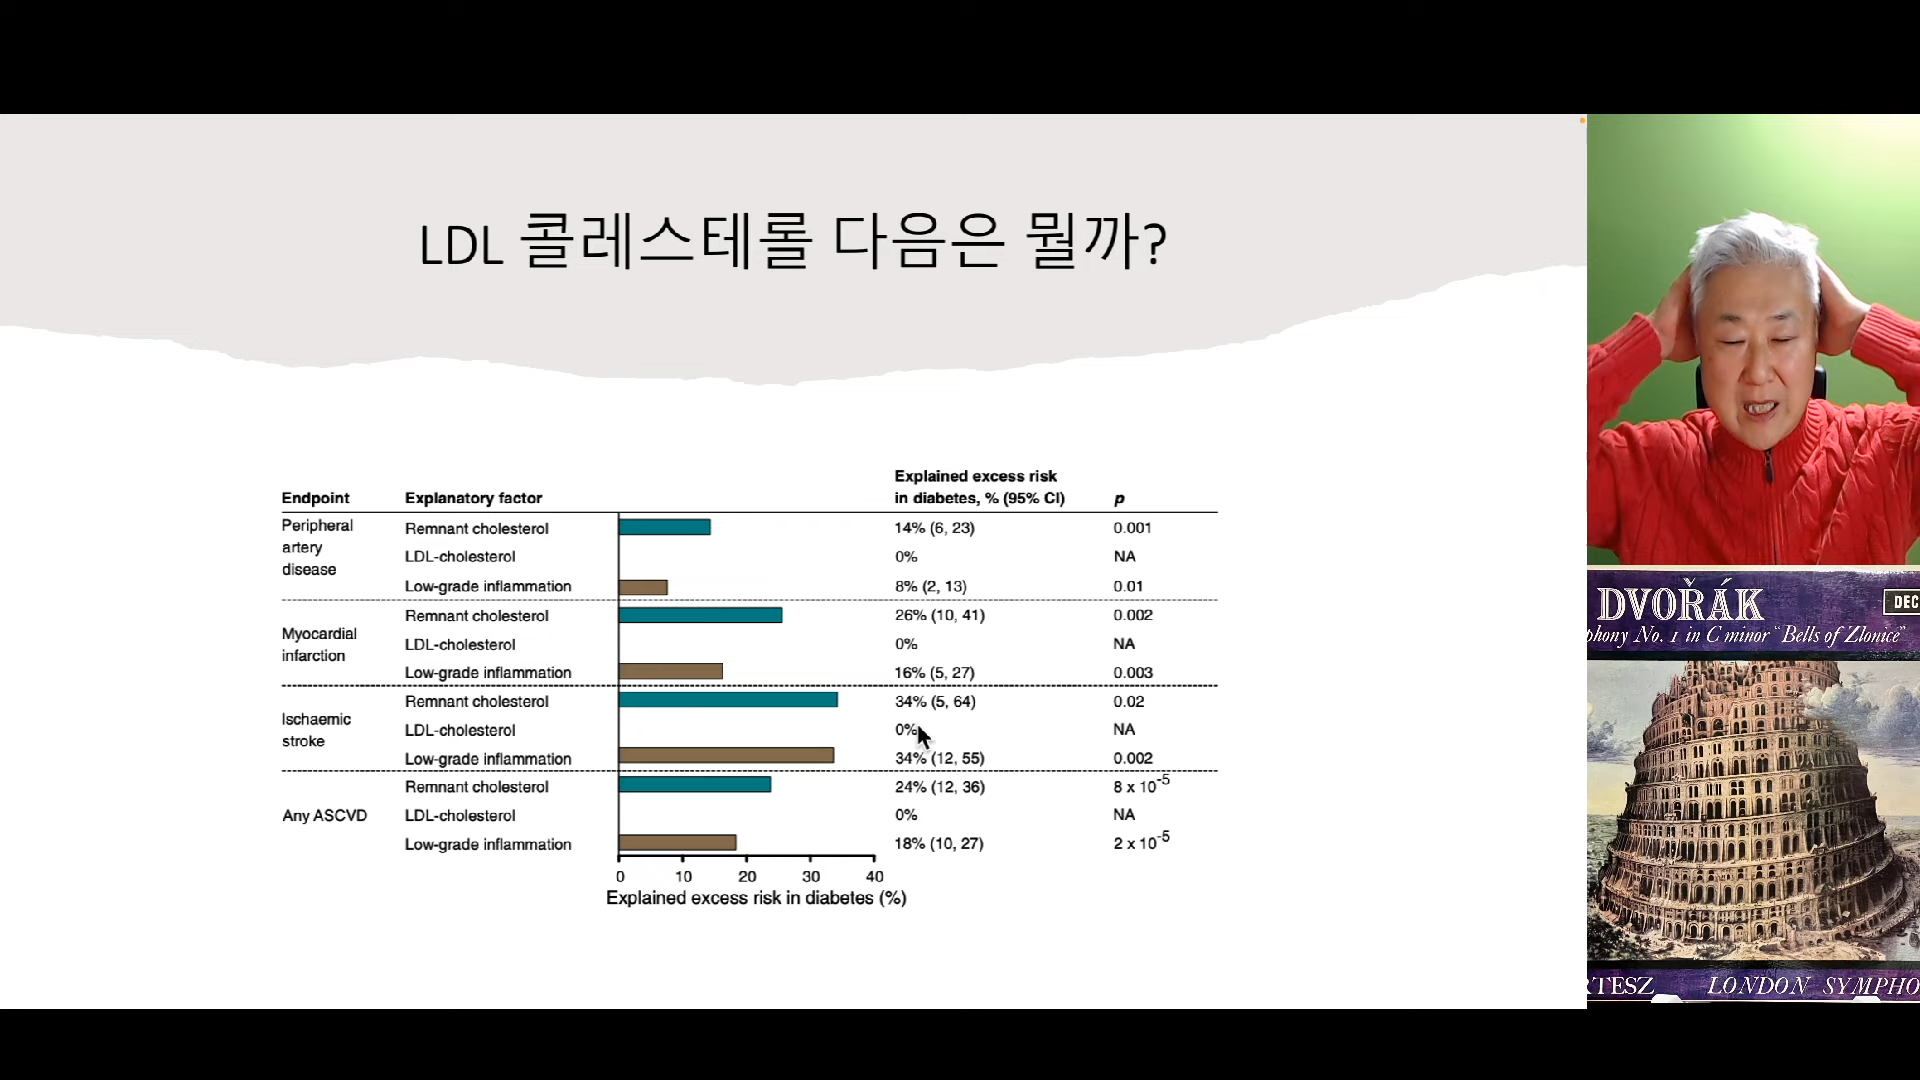 LDL 콜레스테롤 다음은 뭘까?
Endpoint Explanatory factor Explained excess risk in diabetes, % (95% CI) p
Peripheral artery disease
Remnant cholesterol 14% (6, 23) 0.001
LDL-cholesterol 0% NA
Low-grade inflammation 8% (2, 13) 0.01
Myocardial infarction
Remnant cholesterol 26% (10, 41) 0.002
LDL-cholesterol 0% NA
Low-grade inflammation 16% (5, 27) 0.003
Ischaemic stroke
Remnant cholesterol 34% (5, 64) 0.02
LDL-cholesterol 0% NA
Low-grade inflammation 34% (12, 55) 0.002
Any ASCVD
Remnant cholesterol 24% (12, 36) 8 x 10⁻⁵
LDL-cholesterol 0% NA
Low-grade inflammation 18% (10, 27) 2 x 10⁻⁵
0 10 20 30 40
Explained excess risk in diabetes (%)
DVOŘÁK
DEC
phony No. 1 in C minor "Bells of Zlonice"
RTESZ LONDON SYMPHO